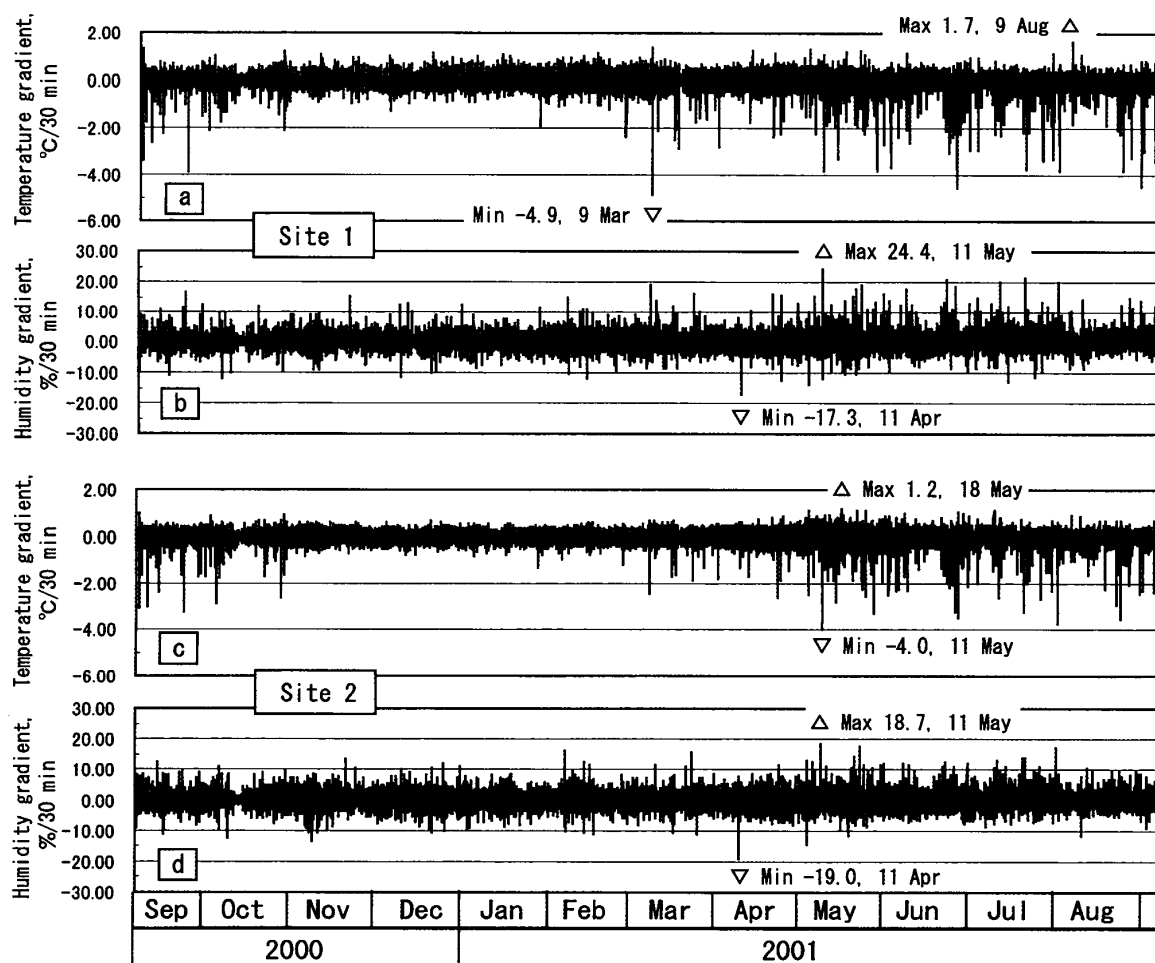 Temperature gradient,
℃/30 min
Max 1.7, 9 Aug △
2.00
0.00
-2.00
-4.00
-6.00
a
Min -4.9, 9 Mar ▽
Site 1
Humidity gradient,
%/30 min
30.00
20.00
10.00
0.00
-10.00
-20.00
-30.00
△ Max 24.4, 11 May
b
▽ Min -17.3, 11 Apr
Temperature gradient,
℃/30 min
2.00
0.00
-2.00
-4.00
-6.00
△ Max 1.2, 18 May
c
▽ Min -4.0, 11 May
Site 2
Humidity gradient,
%/30 min
30.00
20.00
10.00
0.00
-10.00
-20.00
-30.00
△ Max 18.7, 11 May
d
▽ Min -19.0, 11 Apr
Sep Oct Nov Dec Jan Feb Mar Apr May Jun Jul Aug
2000 2001